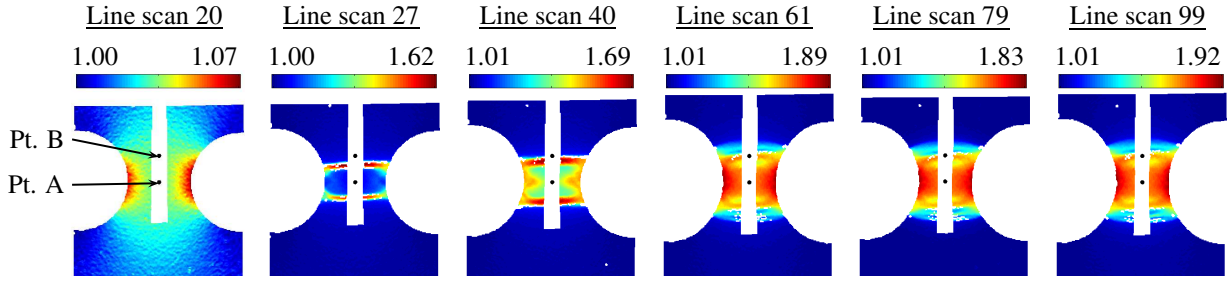 Line scan 20 Line scan 27 Line scan 40 Line scan 61 Line scan 79 Line scan 99
1.00 1.07 1.00 1.62 1.01 1.69 1.01 1.89 1.01 1.83 1.01 1.92
Pt. B
Pt. A